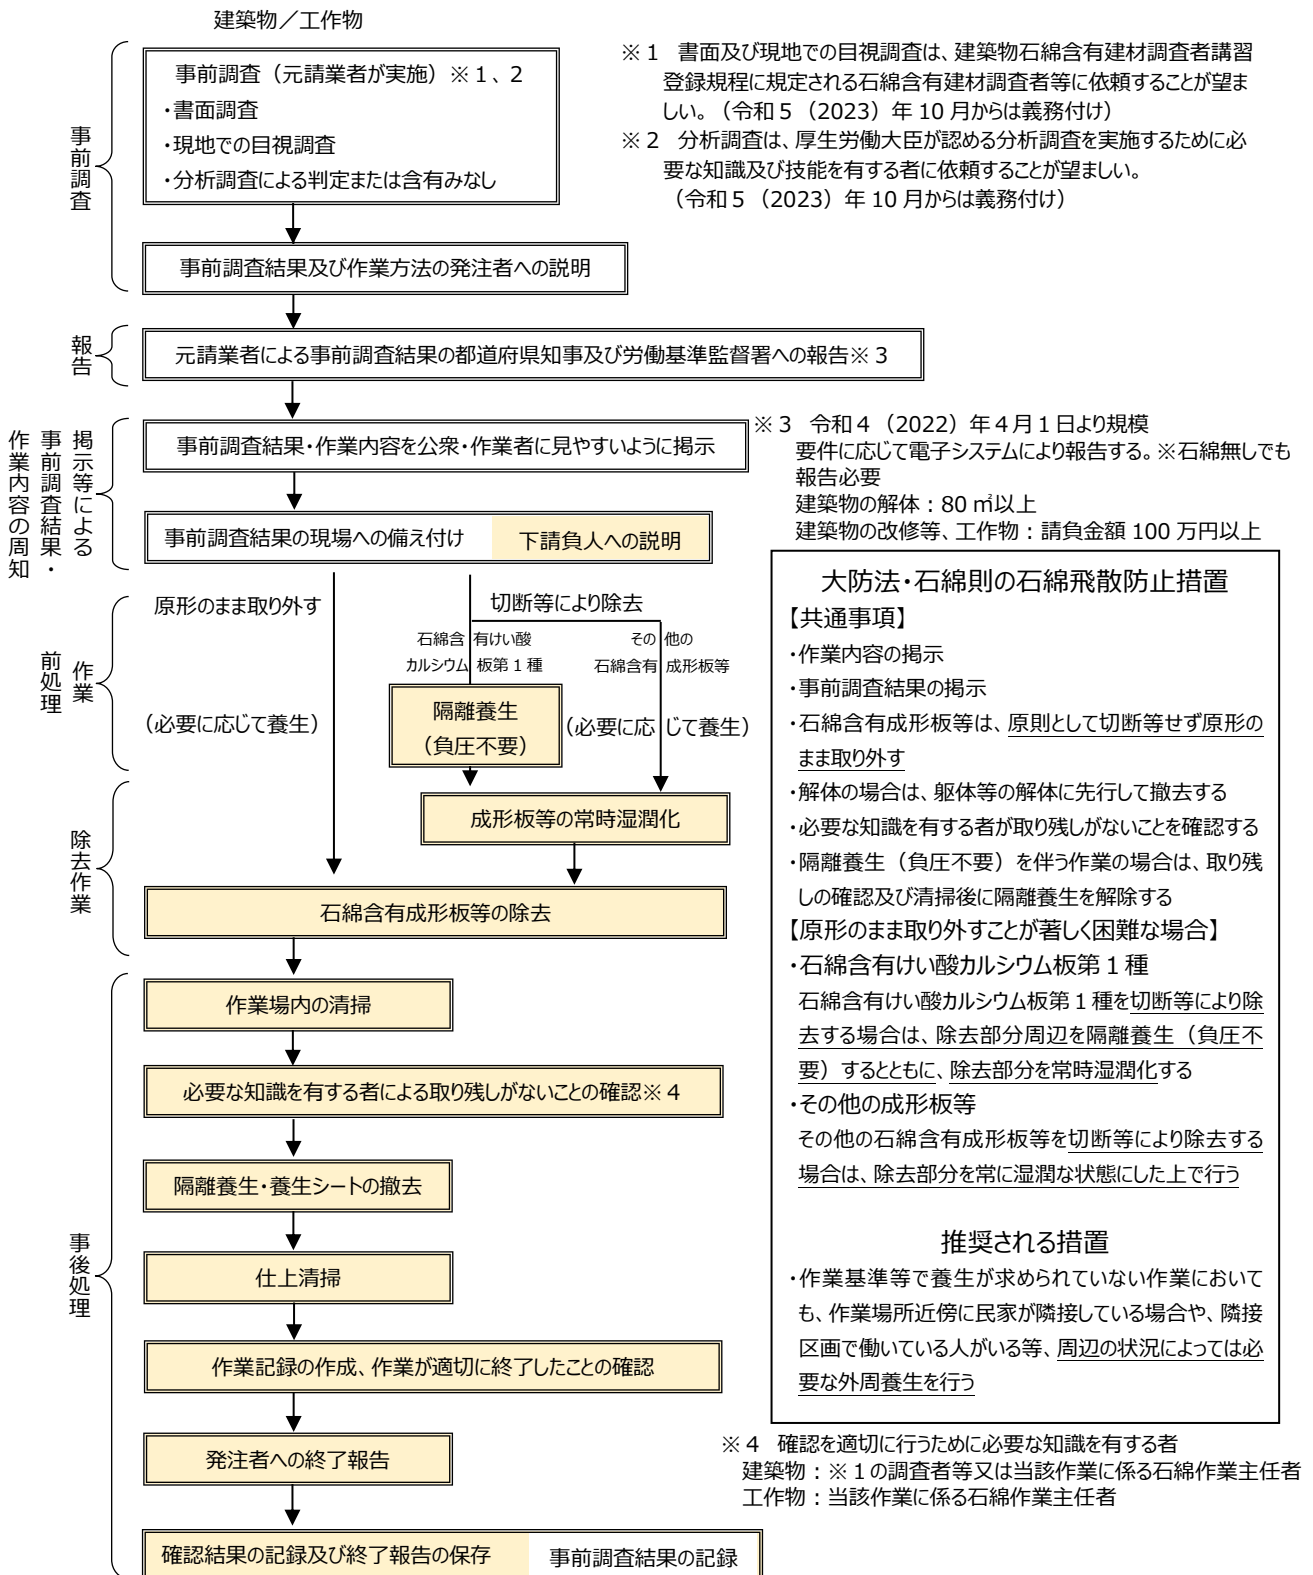 建築物／工作物
事前調査
事前調査（元請業者が実施）※１、２
・書面調査
・現地での目視調査
・分析調査による判定または含有みなし
※１　書面及び現地での目視調査は、建築物石綿含有建材調査者講習
登録規程に規定される石綿含有建材調査者等に依頼することが望ま
しい。（令和５（2023）年 10 月からは義務付け）
※２　分析調査は、厚生労働大臣が認める分析調査を実施するために必
要な知識及び技能を有する者に依頼することが望ましい。
（令和５（2023）年 10 月からは義務付け）
事前調査結果及び作業方法の発注者への説明
報告
元請業者による事前調査結果の都道府県知事及び労働基準監督署への報告※３
掲示等による
事前調査結果・
作業内容の周知
事前調査結果・作業内容を公衆・作業者に見やすいように掲示
事前調査結果の現場への備え付け　下請負人への説明
※３　令和４（2022）年４月１日より規模
要件に応じて電子システムにより報告する。※石綿無しでも
報告必要
建築物の解体：80 ㎡以上
建築物の改修等、工作物：請負金額 100 万円以上
作業
前処理
原形のまま取り外す
（必要に応じて養生）
切断等により除去
石綿含有けい酸
カルシウム板第１種
その他の
石綿含有成形板等
隔離養生
（負圧不要）
（必要に応じて養生）
除去作業
成形板等の常時湿潤化
石綿含有成形板等の除去
事後処理
作業場内の清掃
必要な知識を有する者による取り残しがないことの確認※４
隔離養生・養生シートの撤去
仕上清掃
作業記録の作成、作業が適切に終了したことの確認
発注者への終了報告
確認結果の記録及び終了報告の保存　事前調査結果の記録
大防法・石綿則の石綿飛散防止措置
【共通事項】
・作業内容の掲示
・事前調査結果の掲示
・石綿含有成形板等は、原則として切断等せず原形の
まま取り外す
・解体の場合は、躯体等の解体に先行して撤去する
・必要な知識を有する者が取り残しがないことを確認する
・隔離養生（負圧不要）を伴う作業の場合は、取り残
しの確認及び清掃後に隔離養生を解除する
【原形のまま取り外すことが著しく困難な場合】
・石綿含有けい酸カルシウム板第１種
石綿含有けい酸カルシウム板第１種を切断等により除
去する場合は、除去部分周辺を隔離養生（負圧不
要）するとともに、除去部分を常時湿潤化する
・その他の成形板等
その他の石綿含有成形板等を切断等により除去する
場合は、除去部分を常に湿潤な状態にした上で行う
推奨される措置
・作業基準等で養生が求められていない作業において
も、作業場所近傍に民家が隣接している場合や、隣接
区画で働いている人がいる等、周辺の状況によっては必
要な外周養生を行う
※４　確認を適切に行うために必要な知識を有する者
建築物：※１の調査者等又は当該作業に係る石綿作業主任者
工作物：当該作業に係る石綿作業主任者